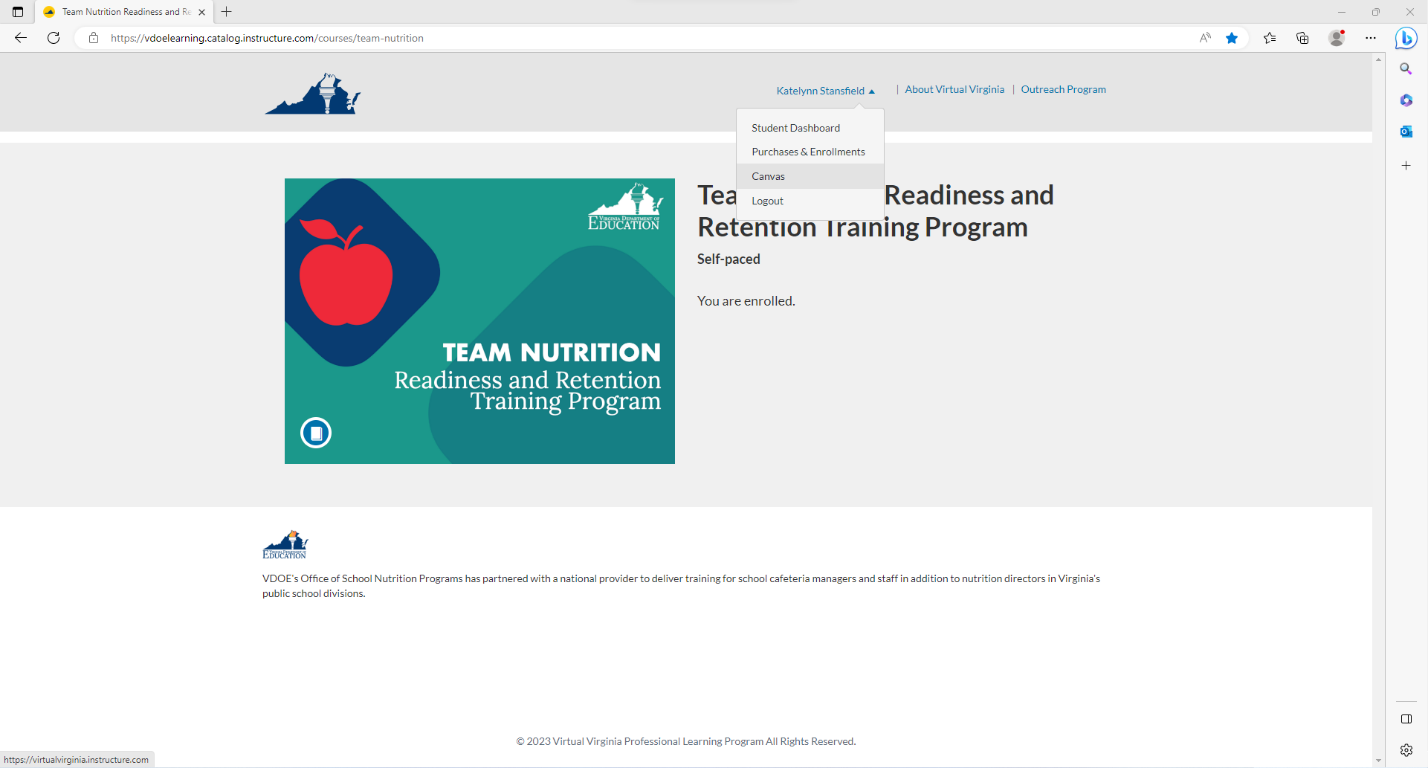 Team Nutrition Readiness and Re
https://vdoelearning.catalog.instructure.com/courses/team-nutrition
Katelynn Stansfield
| About Virtual Virginia | Outreach Program
Student Dashboard
Purchases & Enrollments
Canvas
Logout
Tea Readiness and
Retention Training Program
Self-paced
You are enrolled.
VIRGINIA DEPARTMENT OF
EDUCATION
TEAM NUTRITION
Readiness and Retention
Training Program
EDUCATION
VDOE's Office of School Nutrition Programs has partnered with a national provider to deliver training for school cafeteria managers and staff in addition to nutrition directors in Virginia's
public school divisions.
© 2023 Virtual Virginia Professional Learning Program All Rights Reserved.
https://virtualvirginia.instructure.com